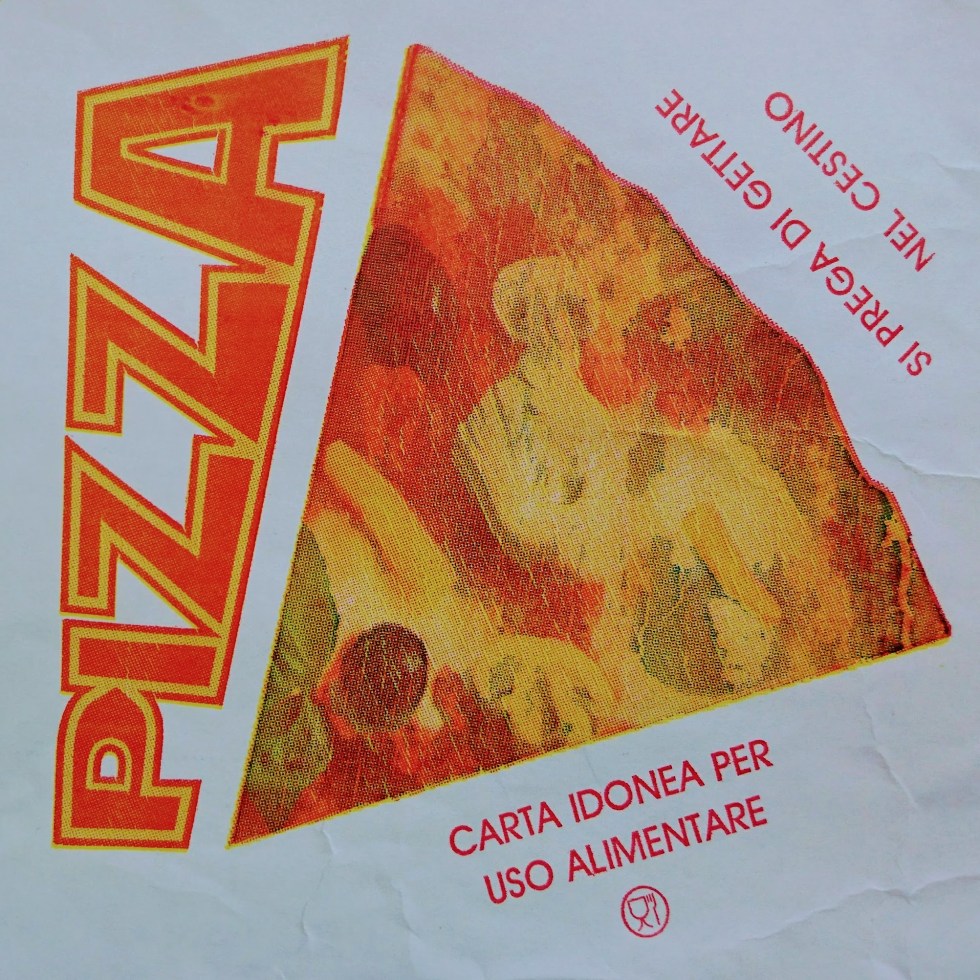 PIZZA
SI PREGA DI GETTARE
NEL CESTINO
CARTA IDONEA PER
USO ALIMENTARE